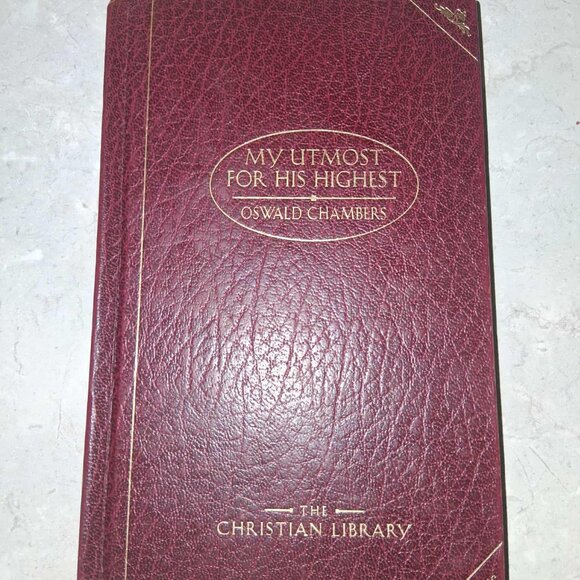 MY UTMOST
FOR HIS HIGHEST
OSWALD CHAMBERS
THE
CHRISTIAN LIBRARY